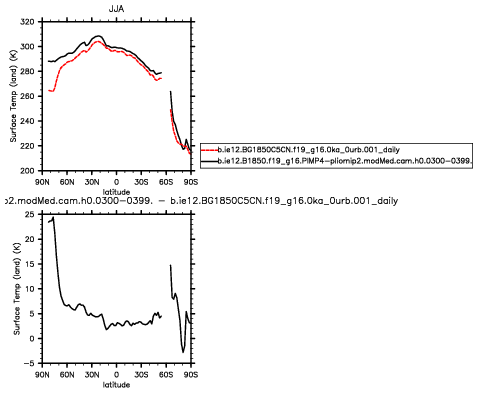 JJA
320
300
280
260
240
220
200
Surface Temp (land) (K)
90N 60N 30N 0 30S 60S 90S
latitude
b.ie12.BG1850C5CN.f19_g16.0ka_0urb.001_daily
b.ie12.B1850.f19_g16.PlMIP4-pliomip2.modMed.cam.h0.0300-0399.
p2.modMed.cam.h0.0300-0399. - b.ie12.BG1850C5CN.f19_g16.0ka_0urb.001_daily
25
20
15
10
5
0
-5
Surface Temp (land) (K)
90N 60N 30N 0 30S 60S 90S
latitude